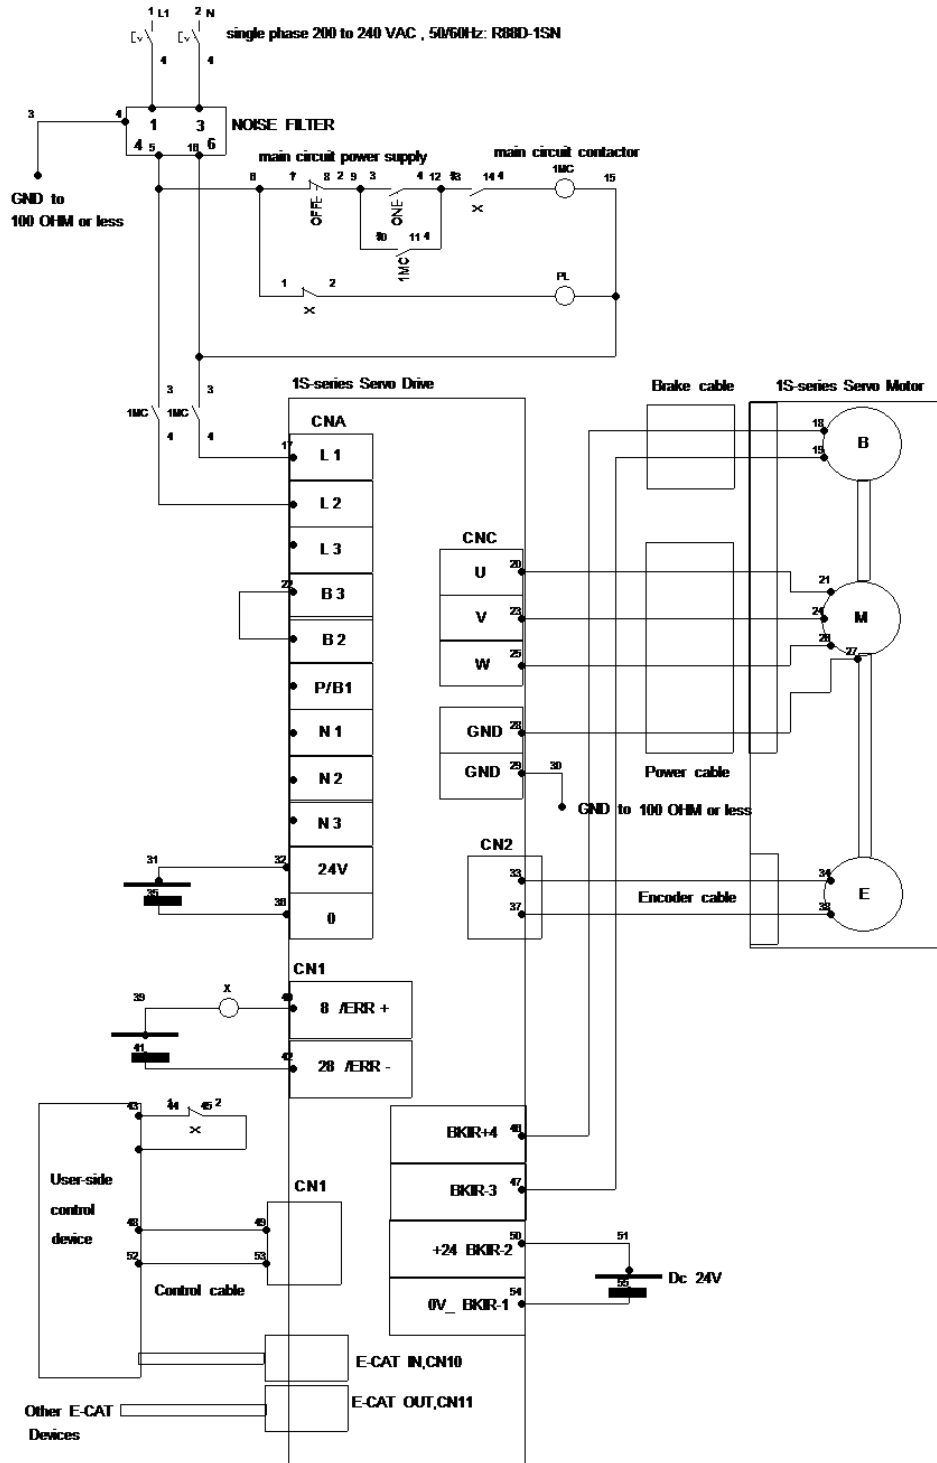 1 L1 2 N
single phase 200 to 240 VAC , 50/60Hz: R88D-1SN
4 4
3 4
1 3
NOISE FILTER
4 5 16 6
GND to
100 OHM or less
main circuit power supply
main circuit contactor
6 7 8 2 9 3 4 12 14 4 1MC 15
OFFE
ONE
X
11 4
1MC
1 2
X
PL
3 3
1MC 1MC
4 4
1S-series Servo Drive
Brake cable
1S-series Servo Motor
CNA
17
L 1
18
19
B
L 2
L 3
CNC
20
U
21
22
B 3
23
V
24
M
B 2
25
W
26
27
P/B1
N 1
28
GND
N 2
29
GND
30
Power cable
GND to 100 OHM or less
N 3
CN2
31 32
24V
33 34
35
36
0
37 38
Encoder cable
E
CN1
39 X 40
8 /ERR +
41 42
28 /ERR -
43 44 45 2
X
BKIR+4
46
User-side
control
device
CN1
BKIR-3
47
48 49
52 53
Control cable
+24 BKIR-2
50 51
Dc 24V
55
0V_ BKIR-1
54
E-CAT IN,CN10
E-CAT OUT,CN11
Other E-CAT
Devices